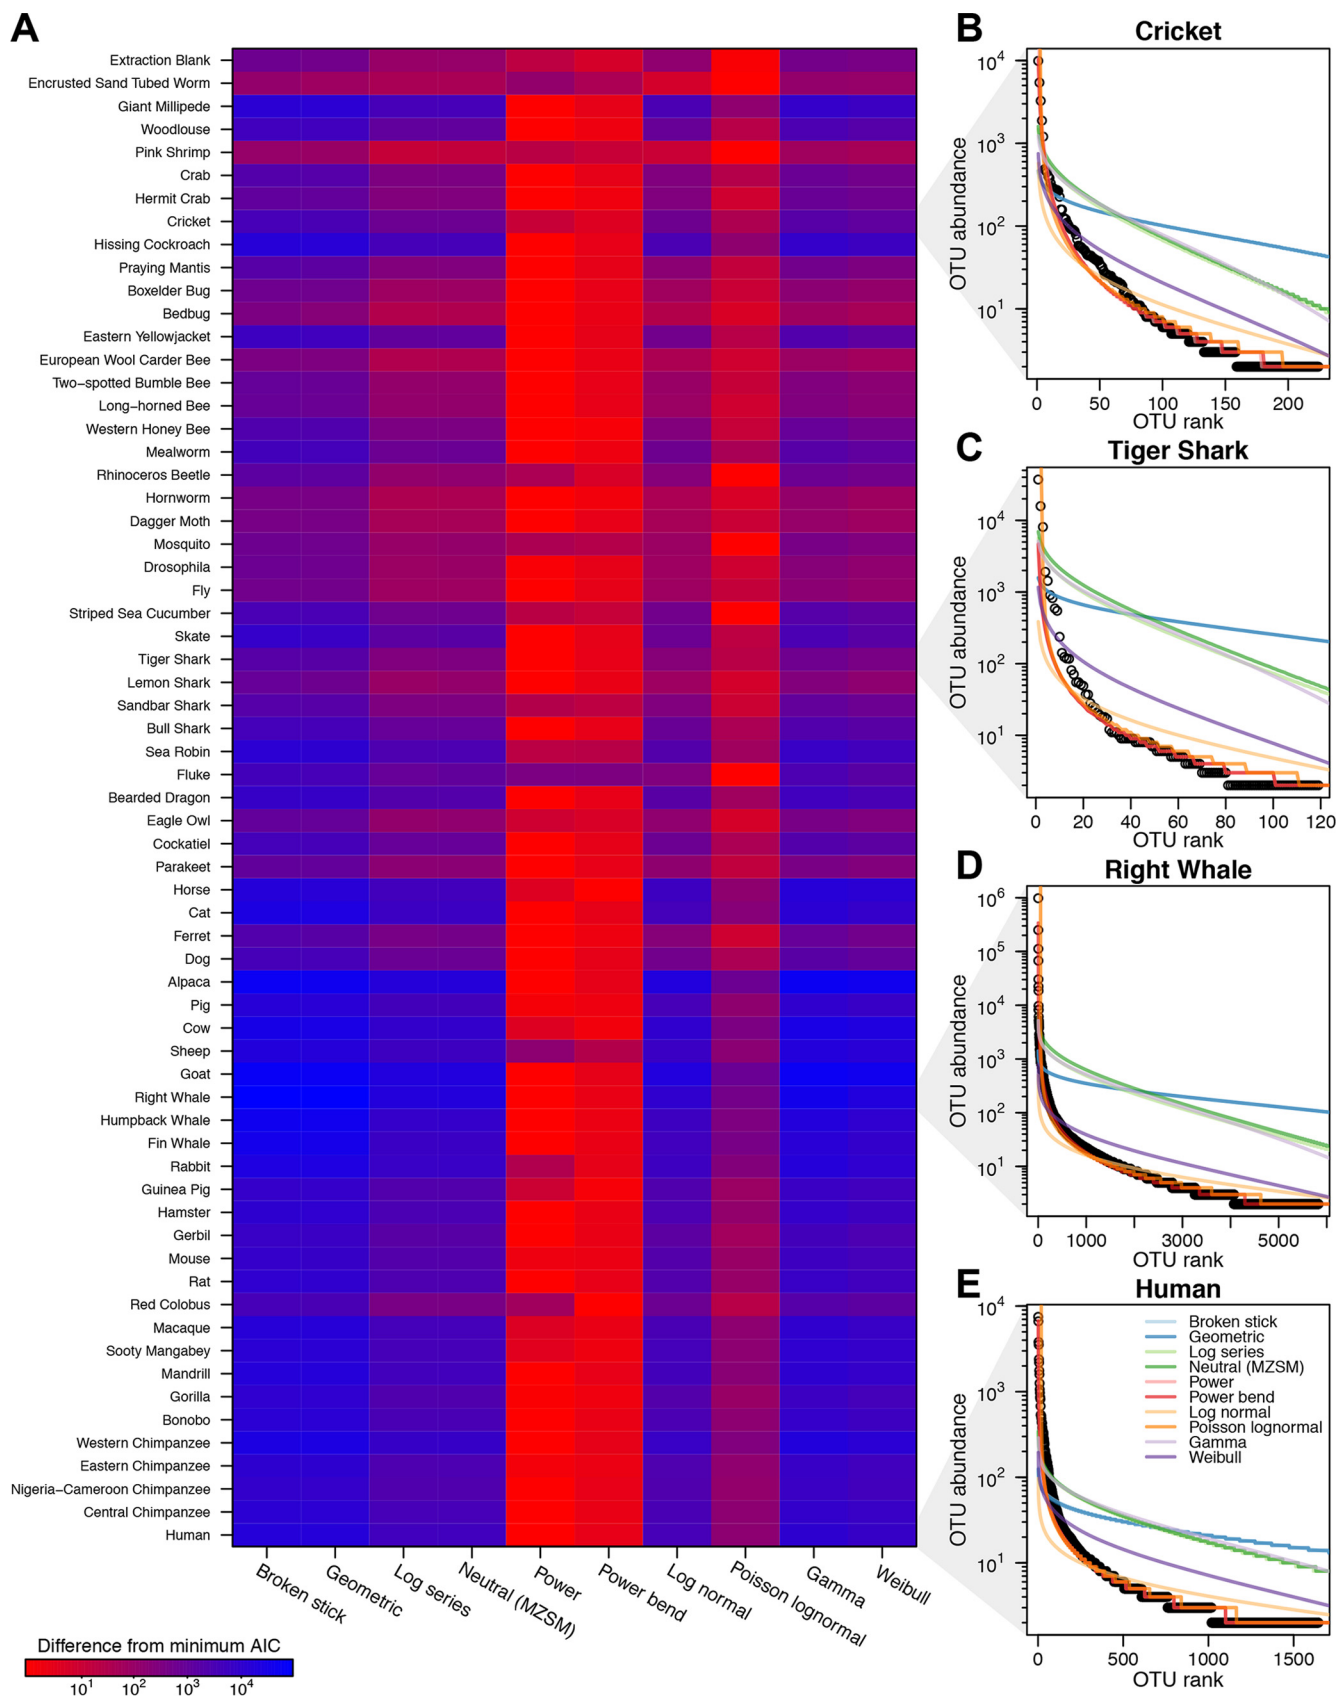 A
Extraction Blank
Encrusted Sand Tubed Worm
Giant Millipede
Woodlouse
Pink Shrimp
Crab
Hermit Crab
Cricket
Hissing Cockroach
Praying Mantis
Boxelder Bug
Bedbug
Eastern Yellowjacket
European Wool Carder Bee
Two−spotted Bumble Bee
Long−horned Bee
Western Honey Bee
Mealworm
Rhinoceros Beetle
Hornworm
Dagger Moth
Mosquito
Drosophila
Fly
Striped Sea Cucumber
Skate
Tiger Shark
Lemon Shark
Sandbar Shark
Bull Shark
Sea Robin
Fluke
Bearded Dragon
Eagle Owl
Cockatiel
Parakeet
Horse
Cat
Ferret
Dog
Alpaca
Pig
Cow
Sheep
Goat
Right Whale
Humpback Whale
Fin Whale
Rabbit
Guinea Pig
Hamster
Gerbil
Mouse
Rat
Red Colobus
Macaque
Sooty Mangabey
Mandrill
Gorilla
Bonobo
Western Chimpanzee
Eastern Chimpanzee
Nigeria−Cameroon Chimpanzee
Central Chimpanzee
Human
Broken stick
Geometric
Log series
Neutral (MZSM)
Power
Power bend
Log normal
Poisson lognormal
Gamma
Weibull
Difference from minimum AIC
10^1 10^2 10^3 10^4
B
Cricket
OTU abundance
10^4
10^3
10^2
10^1
0 50 100 150 200
OTU rank
C
Tiger Shark
OTU abundance
10^4
10^3
10^2
10^1
0 20 40 60 80 100 120
OTU rank
D
Right Whale
OTU abundance
10^6
10^5
10^4
10^3
10^2
10^1
0 1000 3000 5000
OTU rank
E
Human
OTU abundance
10^4
10^3
10^2
10^1
Broken stick
Geometric
Log series
Neutral (MZSM)
Power
Power bend
Log normal
Poisson lognormal
Gamma
Weibull
0 500 1000 1500
OTU rank